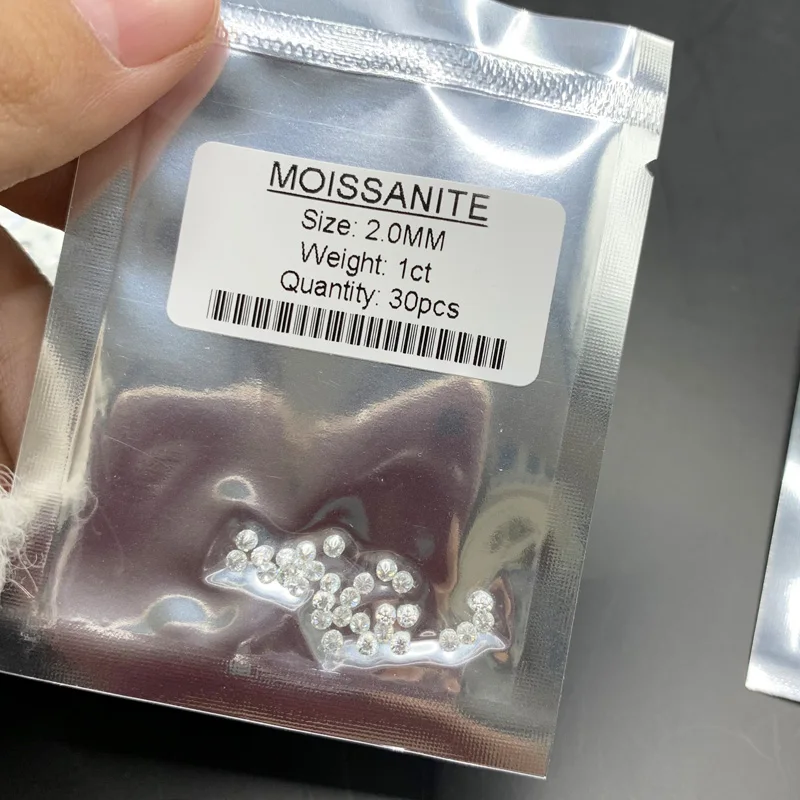 MOISSANITE
Size: 2.0MM
Weight: 1ct
Quantity: 30pcs